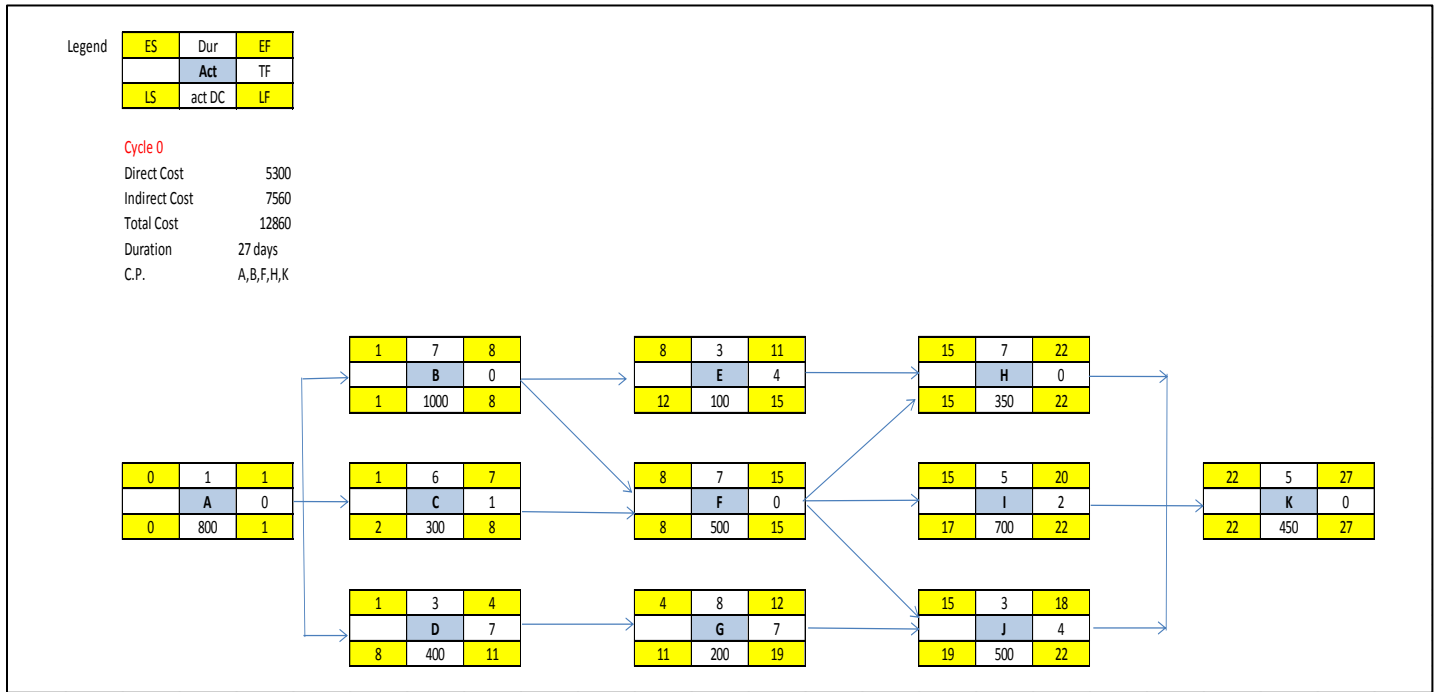 Legend ES Dur EF
Act TF
LS act DC LF
Cycle 0
Direct Cost 5300
Indirect Cost 7560
Total Cost 12860
Duration 27 days
C.P. A,B,F,H,K
1 7 8
B 0
1 1000 8
8 3 11
E 4
12 100 15
15 7 22
H 0
15 350 22
0 1 1
A 0
0 800 1
1 6 7
C 1
2 300 8
8 7 15
F 0
8 500 15
15 5 20
I 2
17 700 22
22 5 27
K 0
22 450 27
1 3 4
D 7
8 400 11
4 8 12
G 7
11 200 19
15 3 18
J 4
19 500 22